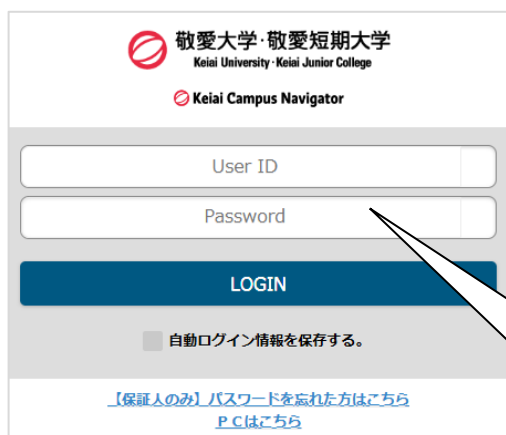 敬愛大学・敬愛短期大学
Keiai University・Keiai Junior College
Keiai Campus Navigator
User ID
Password
LOGIN
自動ログイン情報を保存する。
【保証人のみ】パスワードを忘れた方はこちら
ＰＣはこちら